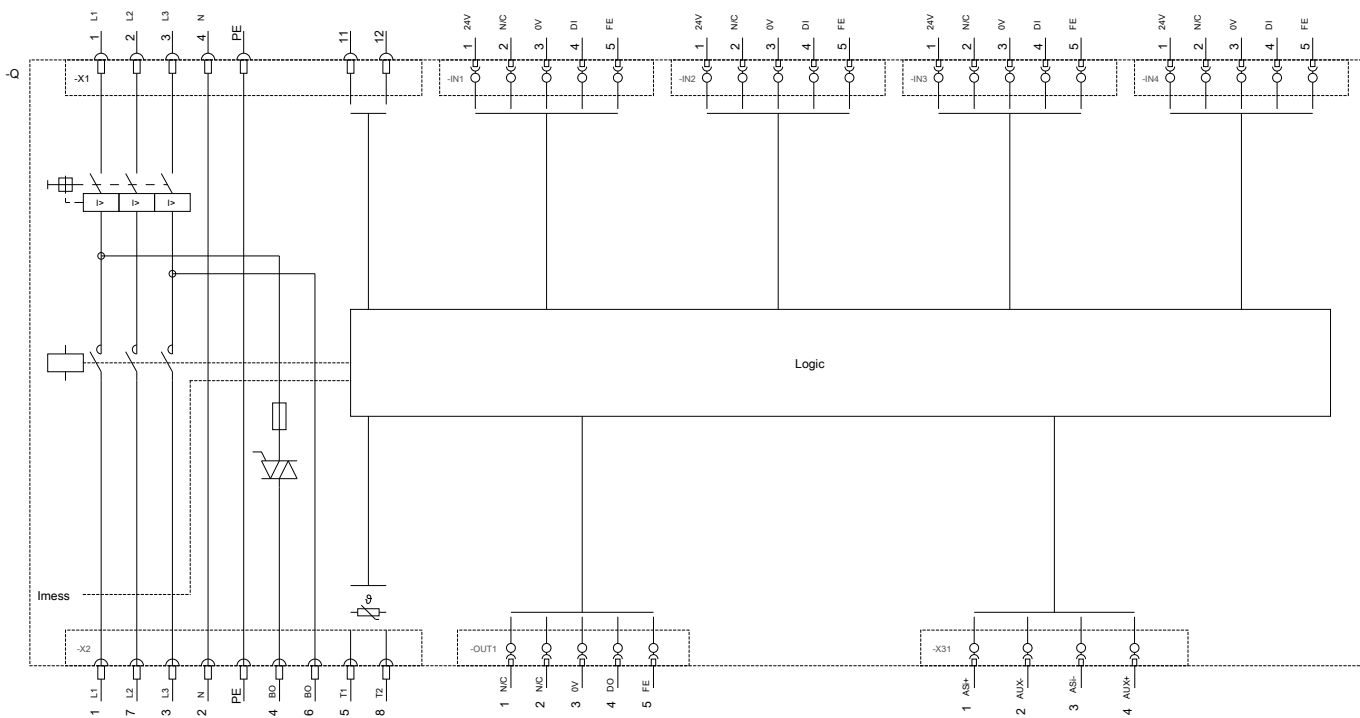 L1 L2 L3 N PE
1 2 3 4 11 12
24V N/C 0V DI FE
1 2 3 4 5
24V N/C 0V DI FE
1 2 3 4 5
24V N/C 0V DI FE
1 2 3 4 5
24V N/C 0V DI FE
1 2 3 4 5
-Q
-X1
-IN1
-IN2
-IN3
-IN4
I> I> I>
Logic
Imess
ϑ
-X2
-OUT1
-X31
L1 L2 L3 N PE BO BO T1 T2
1 7 3 2 4 6 5 8
N/C N/C 0V DO FE
1 2 3 4 5
ASI+ AUX- ASI- AUX+
1 2 3 4